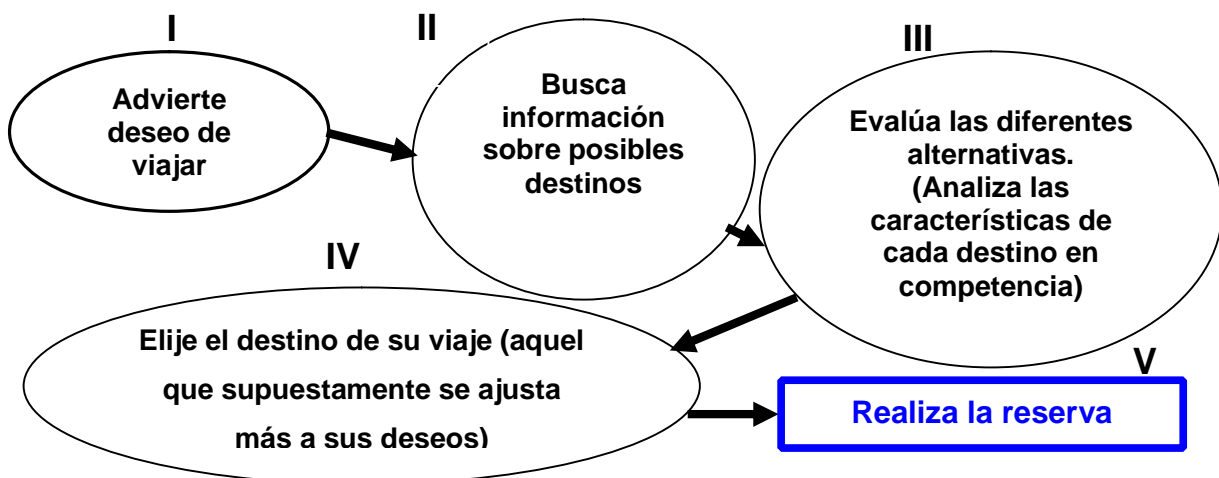 I
Advierte
deseo de
viajar
II
Busca
información
sobre posibles
destinos
III
Evalúa las diferentes
alternativas.
(Analiza las
características de
cada destino en
competencia)
IV
Elije el destino de su viaje (aquel
que supuestamente se ajusta
más a sus deseos)
V
Realiza la reserva